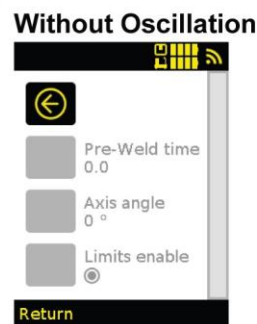 Without Oscillation
Pre-Weld time
0.0
Axis angle
0 °
Limits enable
Return